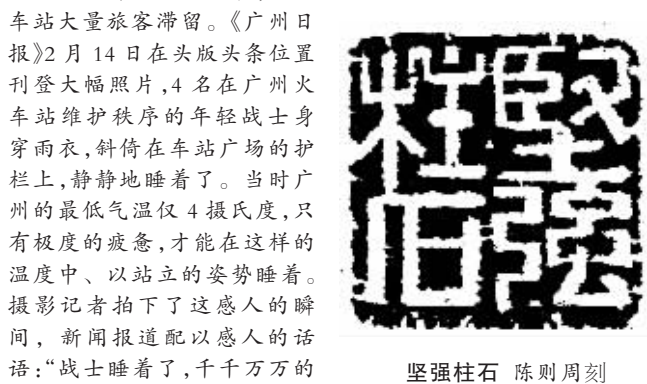 车站大量旅客滞留。《广州日
报》2月14日在头版头条位置
刊登大幅照片,4名在广州火
车站维护秩序的年轻战士身
穿雨衣,斜倚在车站广场的护
栏上,静静地睡着了。当时广
州的最低气温仅4摄氏度,只
有极度的疲惫,才能在这样的
温度中、以站立的姿势睡着。
摄影记者拍下了这感人的瞬
间，新闻报道配以感人的话
语:“战士睡着了,千千万万的
坚强
柱石
坚强柱石 陈则周刻